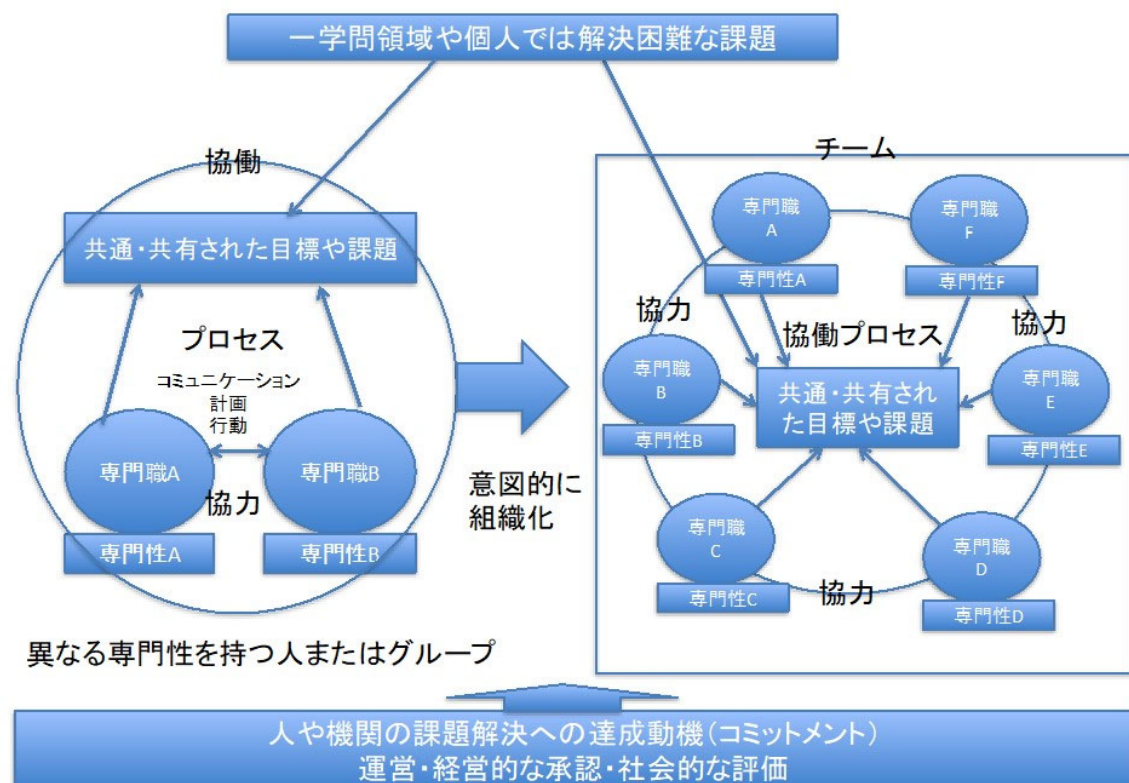 一学問領域や個人では解決困難な課題
協働
共通・共有された目標や課題
プロセス
コミュニケーション
計画
行動
専門職A
専門職B
協力
専門性A
専門性B
異なる専門性を持つ人またはグループ
意図的に
組織化
チーム
専門職
A
専門性A
専門職
F
専門性F
協力
協働プロセス
協力
専門職
B
専門性B
共通・共有され
た目標や課題
専門職
E
専門性E
専門職
C
専門性C
協力
専門職
D
専門性D
人や機関の課題解決への達成動機(コミットメント)
運営・経営的な承認・社会的な評価